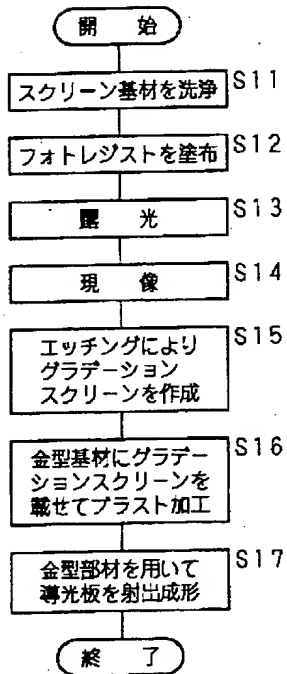 開 始
スクリーン基材を洗浄 S11
フォトレジストを塗布 S12
露 光 S13
現 像 S14
エッチングにより S15
グラデーション
スクリーンを作成
金型基材にグラデー S16
ションスクリーンを
載せてブラスト加工
金型部材を用いて S17
導光板を射出成形
終 了